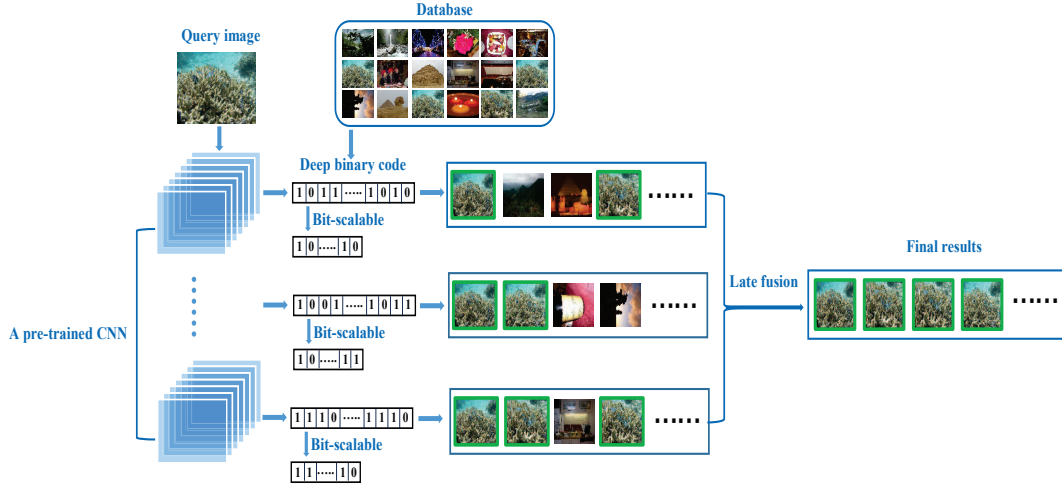 Database
Query image
Deep binary code
1 0 1 1 ..... 1 0 1 0
Bit-scalable
1 0 ..... 1 0
......
Final results
Late fusion
1 0 0 1 ..... 1 0 1 1
......
......
Bit-scalable
A pre-trained CNN
1 0 ..... 1 1
1 1 1 0 ..... 1 1 1 0
......
Bit-scalable
1 1 ..... 1 0